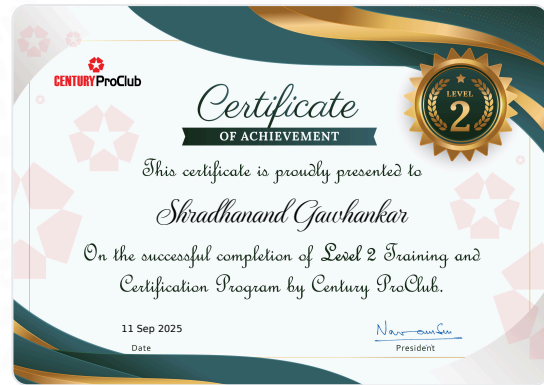 CENTURY ProClub
LEVEL
2
Certificate
OF ACHIEVEMENT
This certificate is proudly presented to
Shradhanand Gawhankar
On the successful completion of Level 2 Training and
Certification Program by Century ProClub.
11 Sep 2025
Date
President